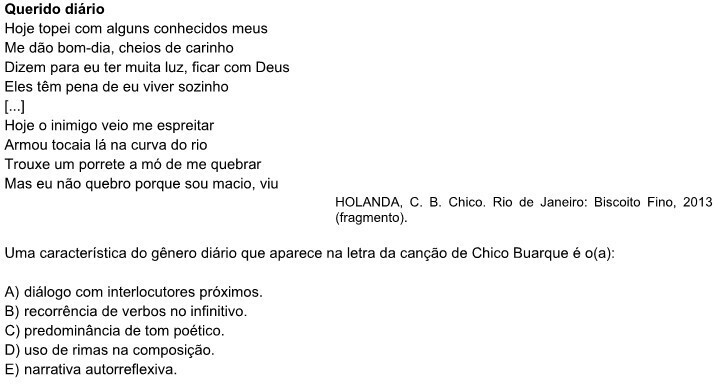 Querido diário
Hoje topei com alguns conhecidos meus
Me dão bom-dia, cheios de carinho
Dizem para eu ter muita luz, ficar com Deus
Eles têm pena de eu viver sozinho
[...]
Hoje o inimigo veio me espreitar
Armou tocaia lá na curva do rio
Trouxe um porrete a mó de me quebrar
Mas eu não quebro porque sou macio, viu
HOLANDA, C. B. Chico. Rio de Janeiro: Biscoito Fino, 2013
(fragmento).
Uma característica do gênero diário que aparece na letra da canção de Chico Buarque é o(a):
A) diálogo com interlocutores próximos.
B) recorrência de verbos no infinitivo.
C) predominância de tom poético.
D) uso de rimas na composição.
E) narrativa autorreflexiva.